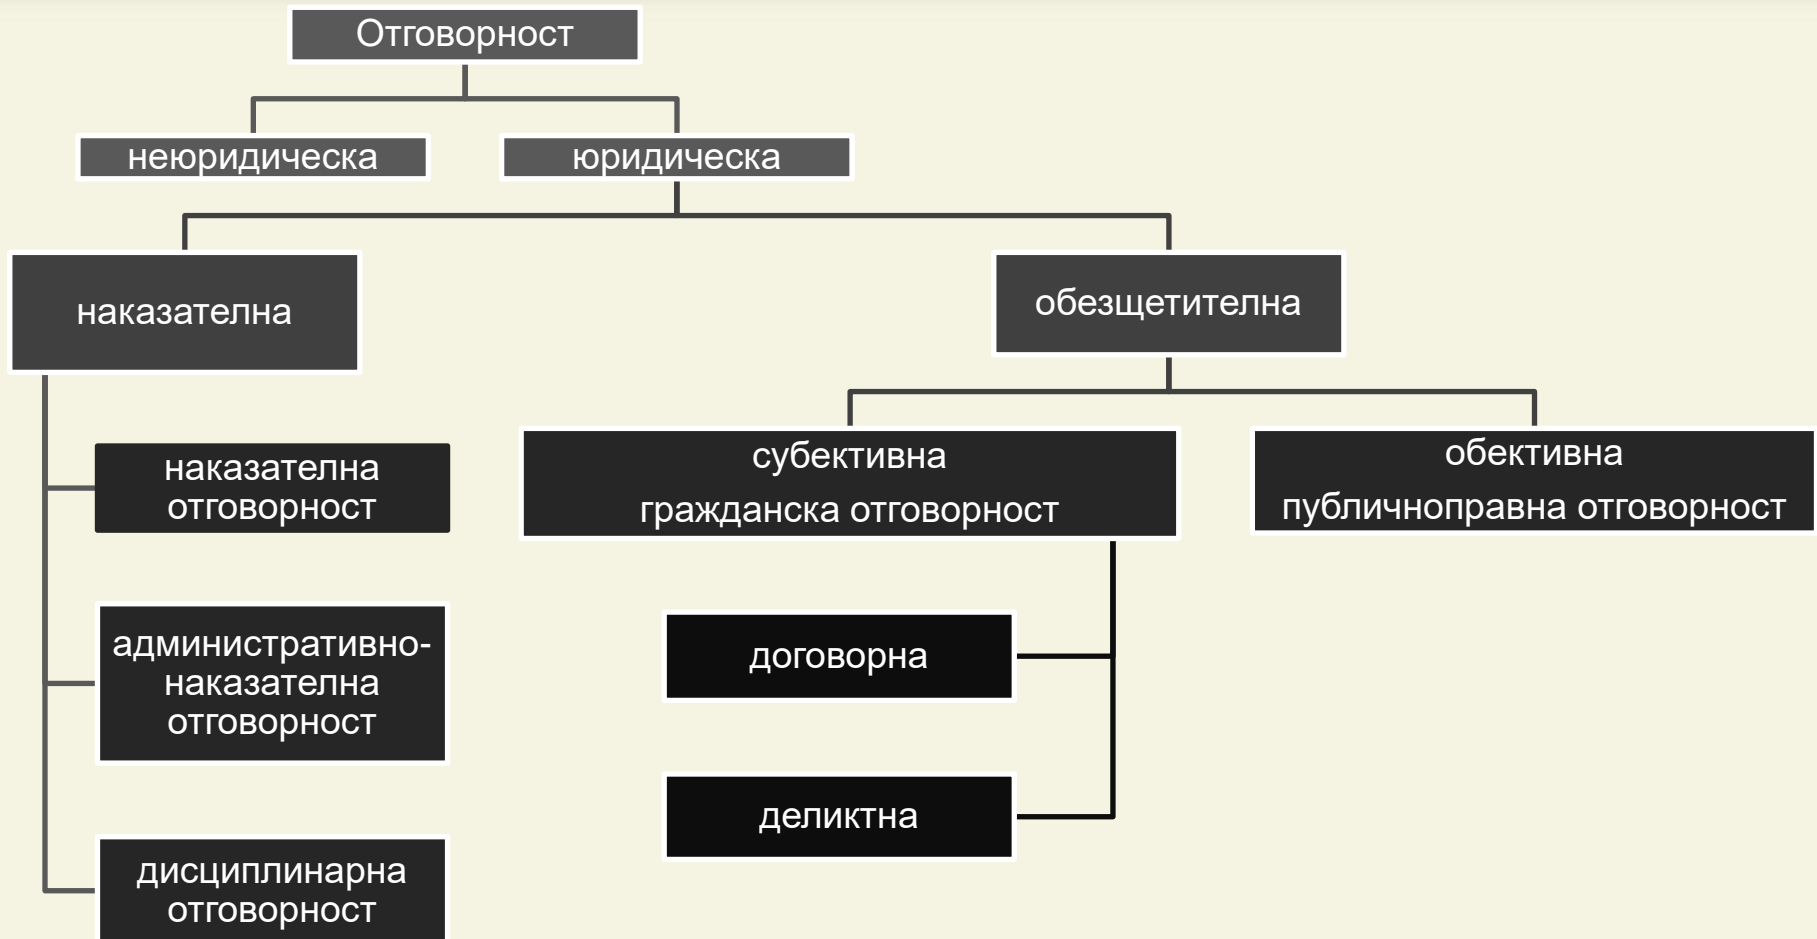 Отговорност
неюридическа
юридическа
наказателна
обезщетителна
наказателна
отговорност
административно-
наказателна
отговорност
дисциплинарна
отговорност
субективна
гражданска отговорност
договорна
деликтна
обективна
публичноправна отговорност